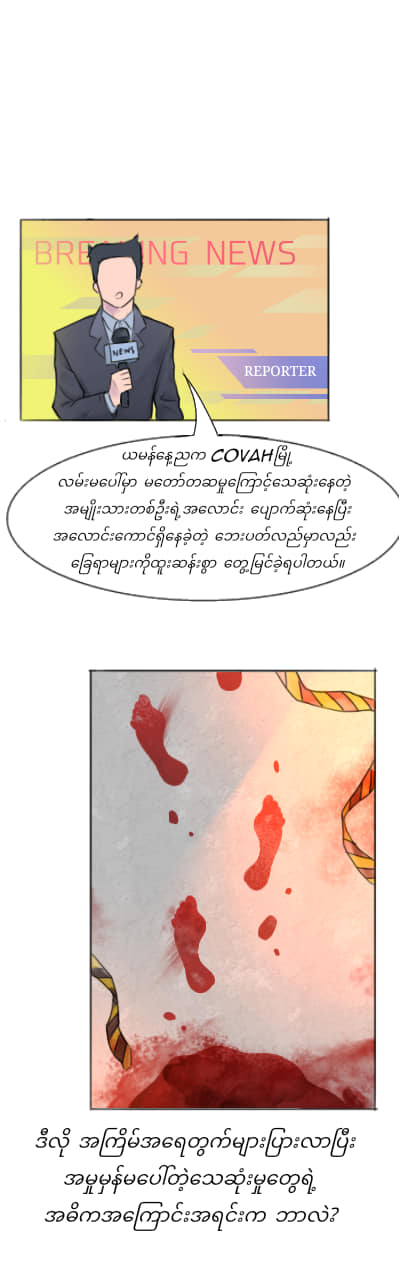 BREAKING NEWS
NEWS
REPORTER
ယမန်နေ့ညက COVAHမြို့
လမ်းမပေါ်မှာ မတော်တဆမှုကြောင့်သေဆုံးနေတဲ့
အမျိုးသားတစ်ဦးရဲ့အလောင်း ပျောက်ဆုံးနေပြီး
အလောင်းကောင်ရှိနေခဲ့တဲ့ ဘေးပတ်လည်မှာလည်း
ခြေရာများကိုထူးဆန်းစွာ တွေ့မြင်ခဲ့ရပါတယ်။
ဒီလို အကြိမ်အရေတွက်များပြားလာပြီး
အမှုမှန်မပေါ်တဲ့သေဆုံးမှုတွေရဲ့
အဓိကအကြောင်းအရင်းက ဘာလဲ?